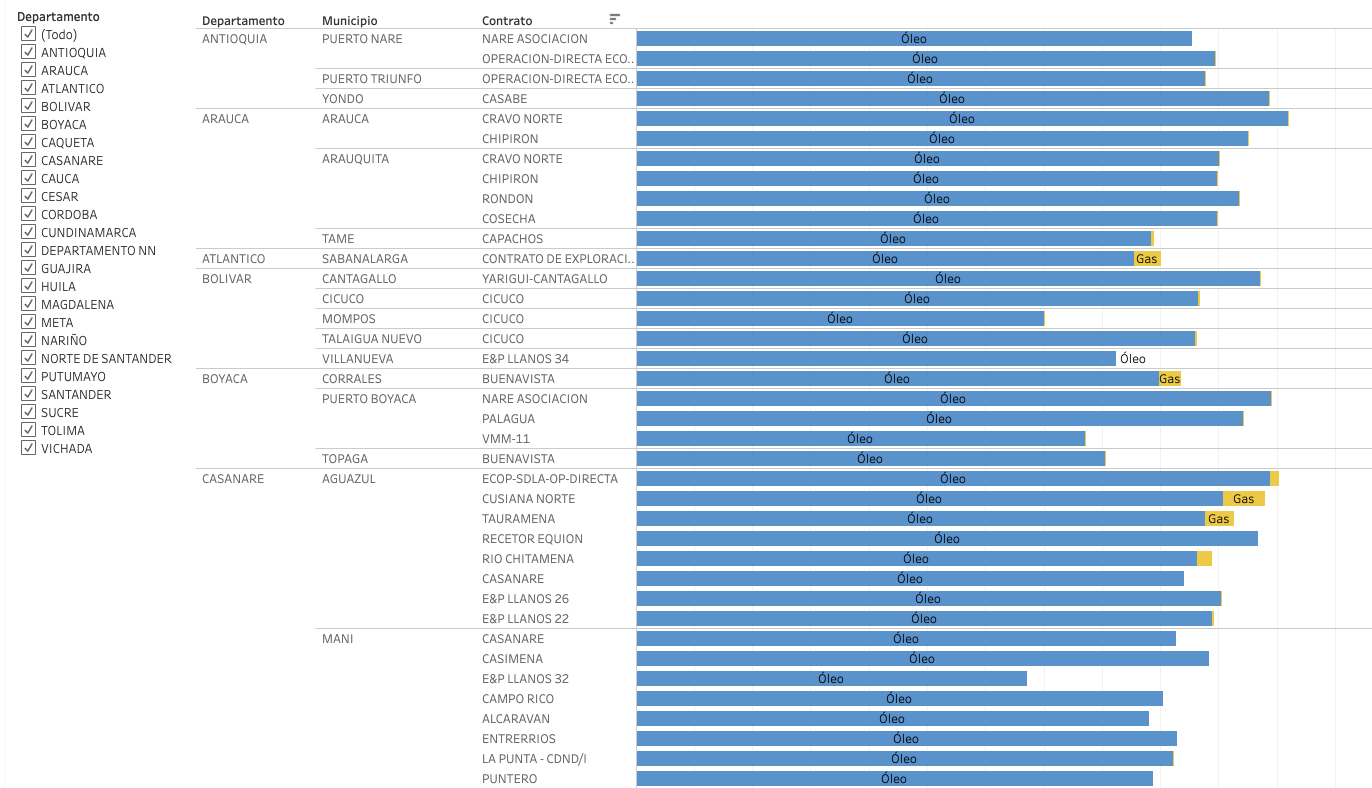 Departamento
(Todo)
ANTIOQUIA
ARAUCA
ATLANTICO
BOLIVAR
BOYACA
CAQUETA
CASANARE
CAUCA
CESAR
CORDOBA
CUNDINAMARCA
DEPARTAMENTO NN
GUAJIRA
HUILA
MAGDALENA
META
NARIÑO
NORTE DE SANTANDER
PUTUMAYO
SANTANDER
SUCRE
TOLIMA
VICHADA
Departamento Municipio Contrato
ANTIOQUIA PUERTO NARE NARE ASOCIACION Óleo
OPERACION-DIRECTA ECO.. Óleo
PUERTO TRIUNFO OPERACION-DIRECTA ECO.. Óleo
YONDO CASABE Óleo
ARAUCA ARAUCA CRAVO NORTE Óleo
CHIPIRON Óleo
ARAUQUITA CRAVO NORTE Óleo
CHIPIRON Óleo
RONDON Óleo
COSECHA Óleo
TAME CAPACHOS Óleo
ATLANTICO SABANALARGA CONTRATO DE EXPLORACI.. Óleo Gas
BOLIVAR CANTAGALLO YARIGUI-CANTAGALLO Óleo
CICUCO CICUCO Óleo
MOMPOS CICUCO Óleo
TALAIGUA NUEVO CICUCO Óleo
VILLANUEVA E&P LLANOS 34 Óleo
BOYACA CORRALES BUENAVISTA Óleo Gas
PUERTO BOYACA NARE ASOCIACION Óleo
PALAGUA Óleo
VMM-11 Óleo
TOPAGA BUENAVISTA Óleo
CASANARE AGUAZUL ECOP-SDLA-OP-DIRECTA Óleo
CUSIANA NORTE Óleo Gas
TAURAMENA Óleo Gas
RECETOR EQUION Óleo
RIO CHITAMENA Óleo
CASANARE Óleo
E&P LLANOS 26 Óleo
E&P LLANOS 22 Óleo
MANI CASANARE Óleo
CASIMENA Óleo
E&P LLANOS 32 Óleo
CAMPO RICO Óleo
ALCARAVAN Óleo
ENTRERRIOS Óleo
LA PUNTA - CDND/I Óleo
PUNTERO Óleo